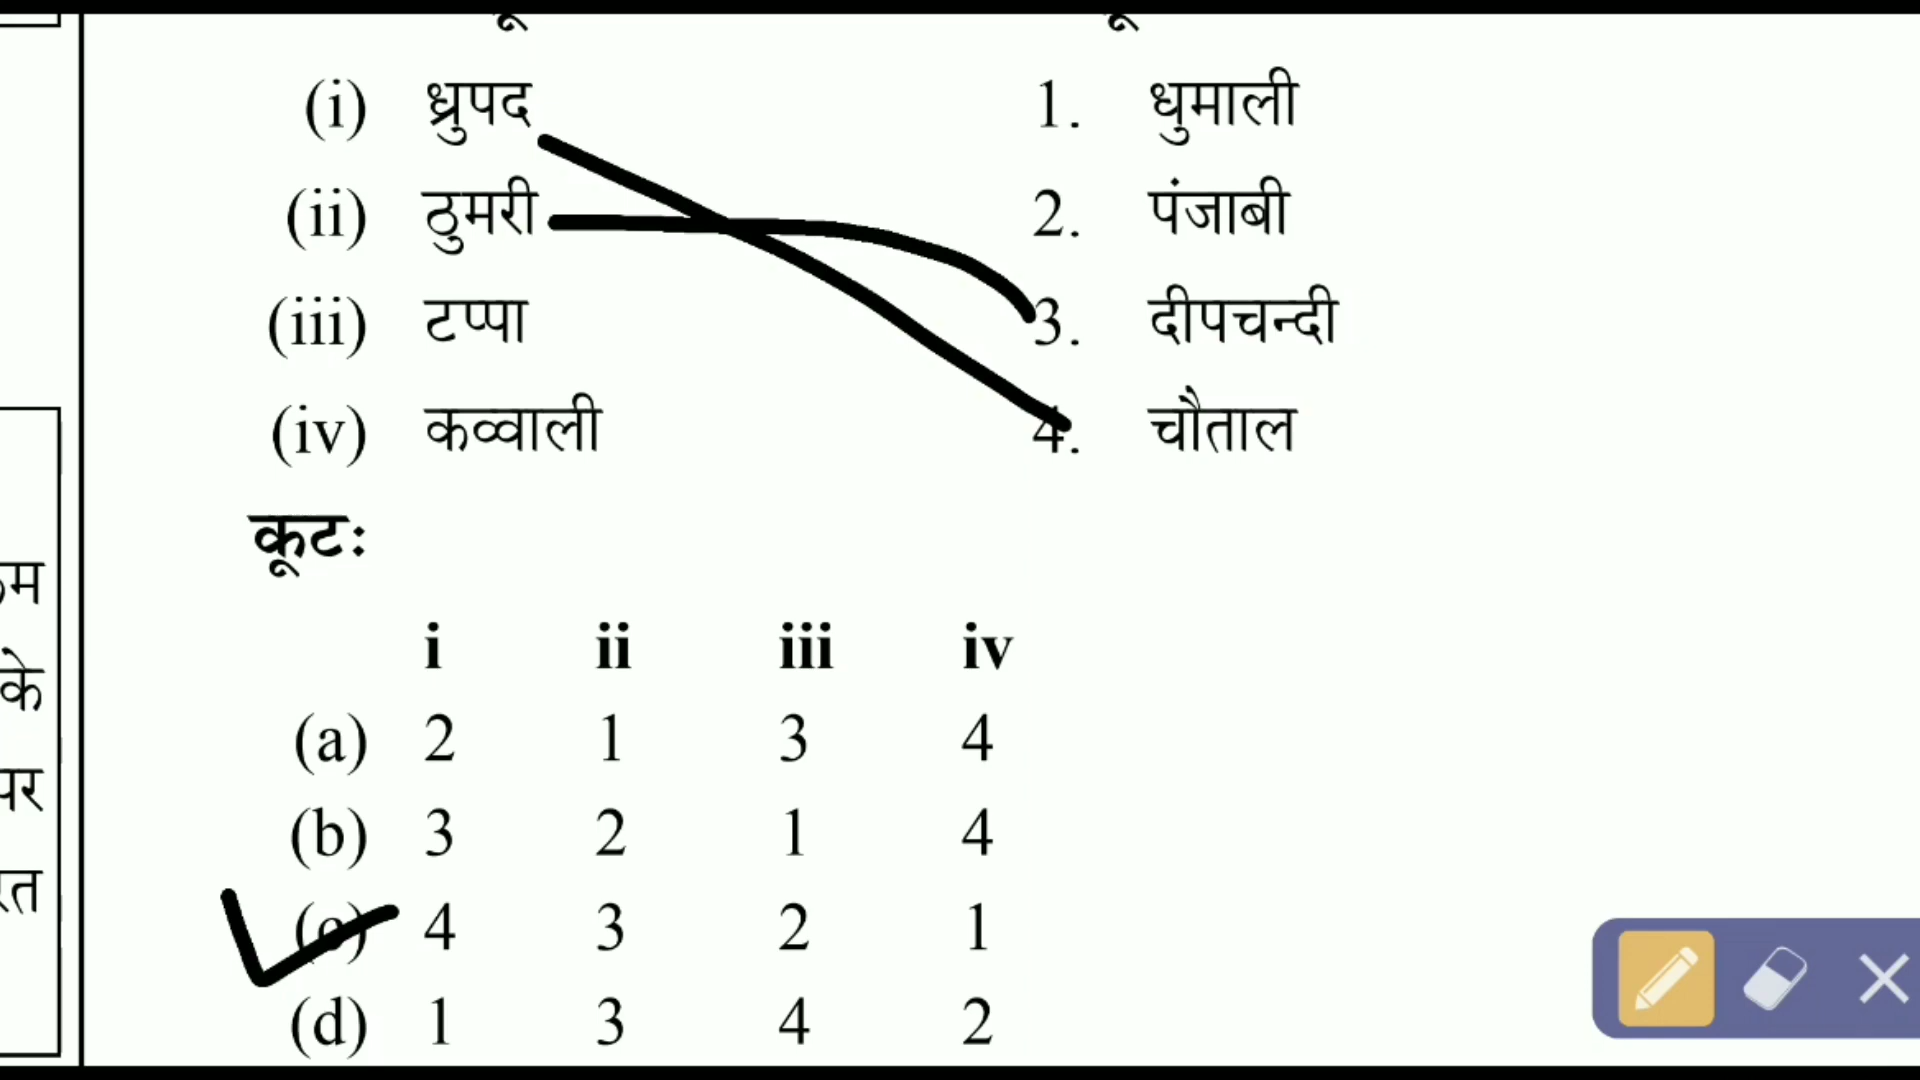 (i) ध्रुपद 1. धुमाली
(ii) ठुमरी 2. पंजाबी
(iii) टप्पा 3. दीपचन्दी
(iv) कव्वाली 4. चौताल
कूटः
i ii iii iv
(a) 2 1 3 4
(b) 3 2 1 4
(c) 4 3 2 1
(d) 1 3 4 2
के
पर